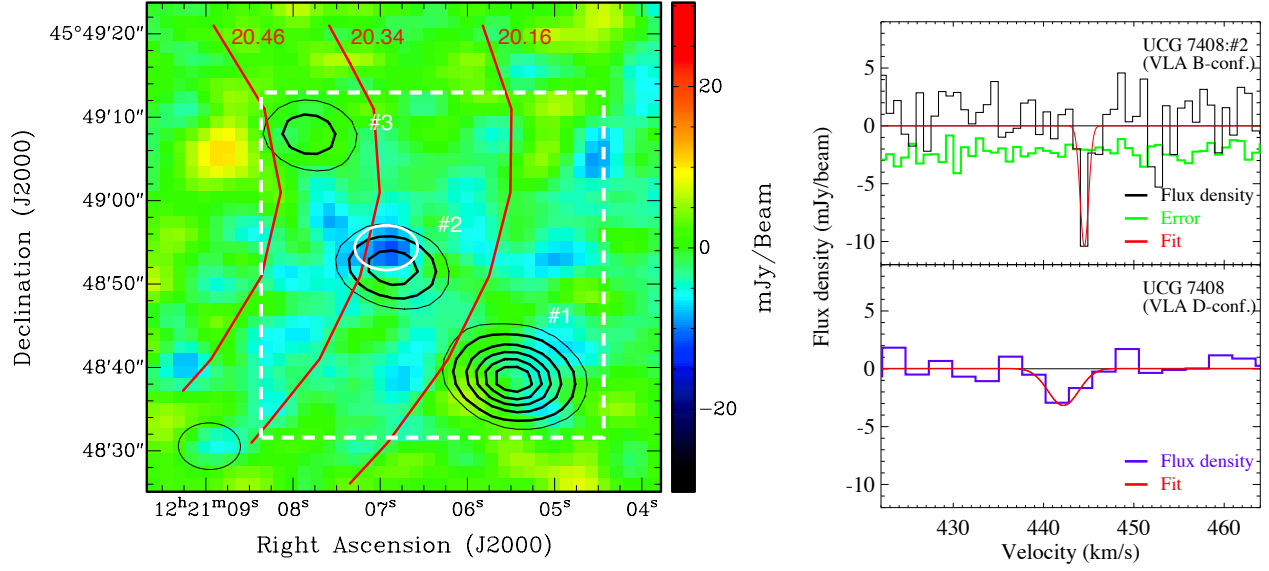 45°49′20″
49′10″
49′00″
48′50″
48′40″
48′30″
Declination (J2000)
20.46
20.34
20.16
#3
#2
#1
12ʰ21ᵐ09ˢ
08ˢ
07ˢ
06ˢ
05ˢ
04ˢ
Right Ascension (J2000)
20
0
−20
mJy/Beam
UCG 7408:#2
(VLA B-conf.)
5
0
-5
-10
Flux density
Error
Fit
Flux density (mJy/beam)
UCG 7408
(VLA D-conf.)
5
0
-5
-10
Flux density
Fit
430
440
450
460
Velocity (km/s)